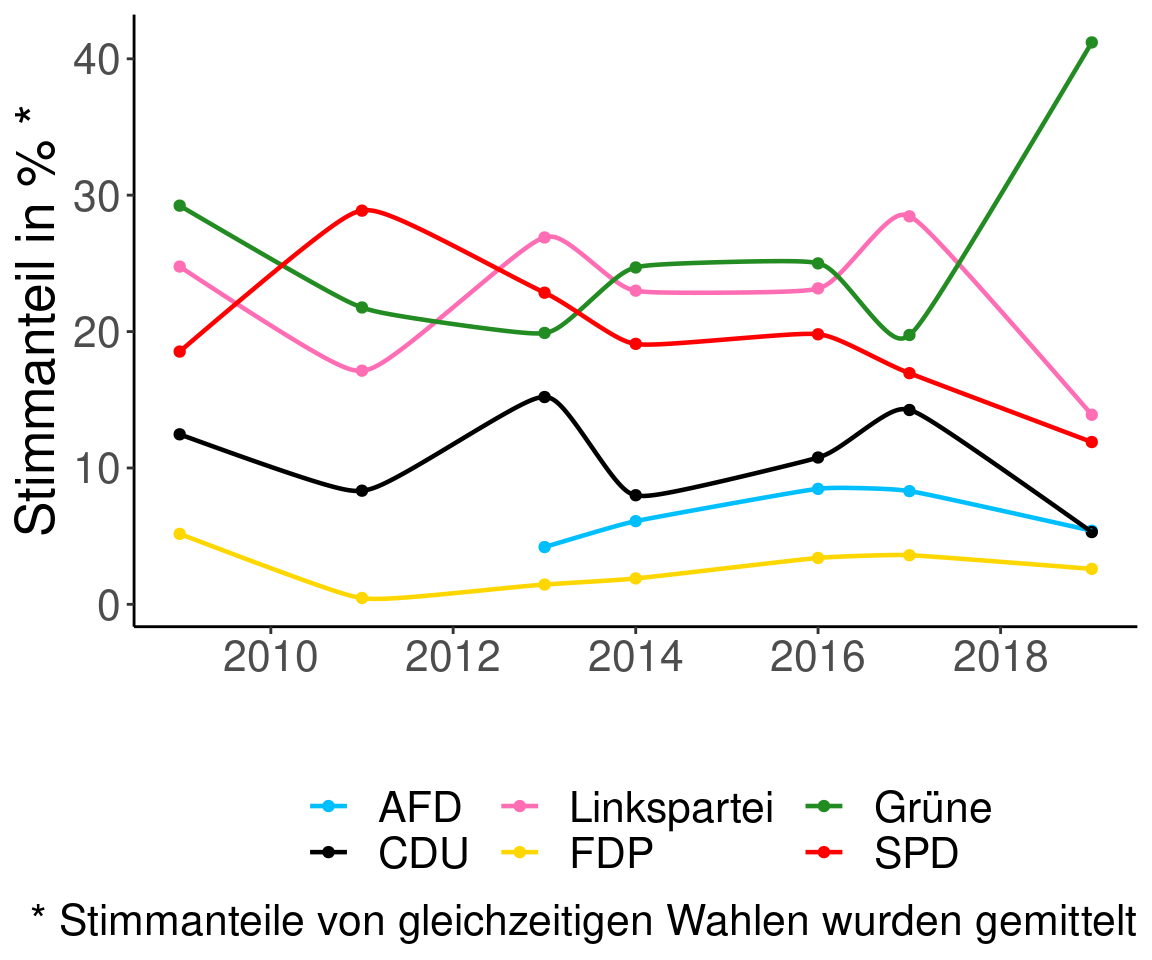 Stimmanteil in % *
40
30
20
10
0
2010 2012 2014 2016 2018
AFD Linkspartei Grüne
CDU FDP SPD
* Stimmanteile von gleichzeitigen Wahlen wurden gemittelt